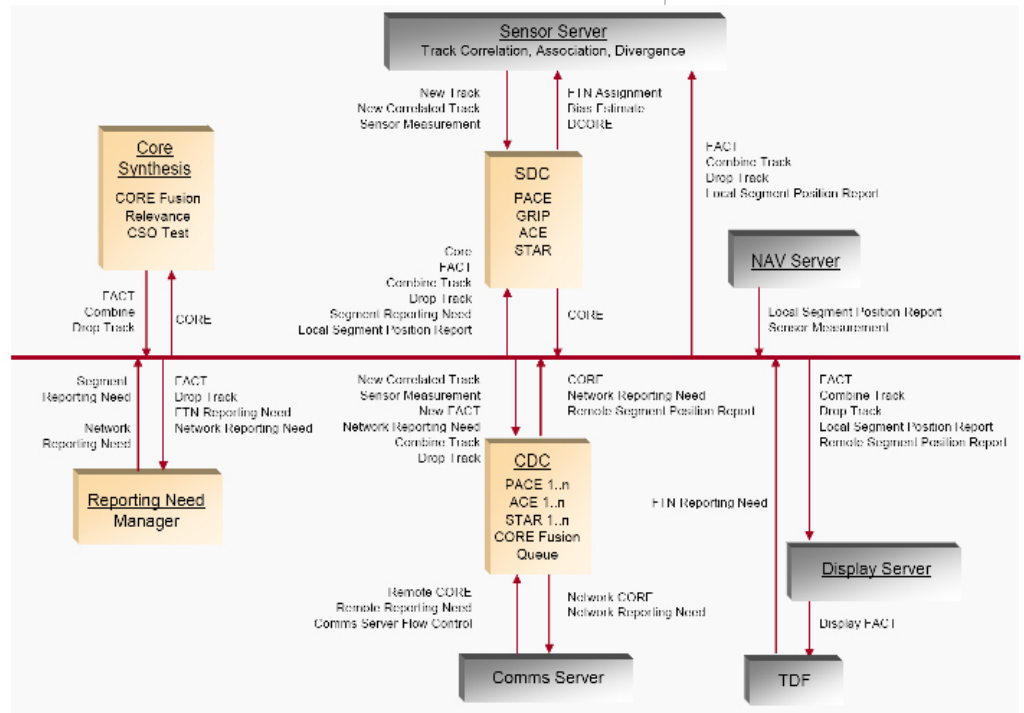 Sensor Server
Track Correlation, Association, Divergence
New Track
New Correlated Track
Sensor Measurement
FTN Assignment
Bias Estimate
DCORE
Core
Synthesis
CORE Fusion
Relevance
CSO Test
SDC
PACE
GRIP
ACE
STAR
FACT
Combine Track
Drop Track
Local Segment Position Report
NAV Server
Core
FACT
Combine Track
Drop Track
Segment Reporting Need
Local Segment Position Report
CORE
FACT
Combine
Drop Track
CORE
Local Segment Position Report
Sensor Measurement
Segment
Reporting Need
Network
Reporting Need
FACT
Drop Track
FTN Reporting Need
Network Reporting Need
New Correlated Track
Sensor Measurement
New FACT
Network Reporting Need
Combine Track
Drop Track
CORE
Network Reporting Need
Remote Segment Position Report
FACT
Combine Track
Drop Track
Local Segment Position Report
Remote Segment Position Report
Reporting Need
Manager
CDC
PACE 1..n
ACE 1..n
STAR 1..n
CORE Fusion
Queue
FTN Reporting Need
Display Server
Remote CORE
Remote Reporting Need
Comms Server Flow Control
Network CORE
Network Reporting Need
Display FACT
Comms Server
TDF